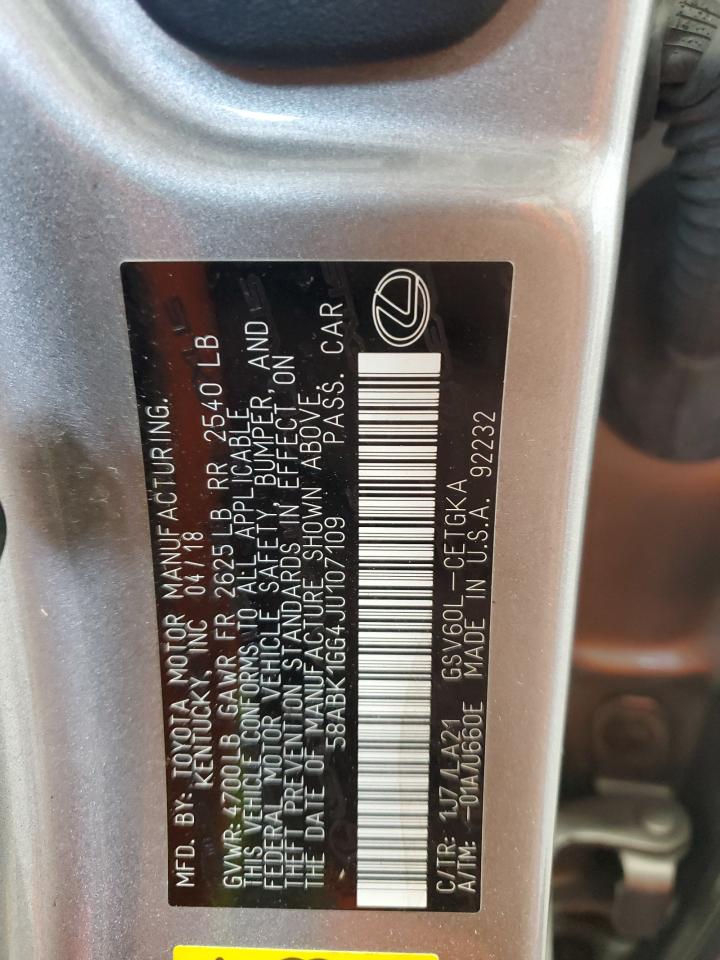 MFD. BY: TOYOTA MOTOR MANUFACTURING.
KENTUCKY, INC 04/18
GVWR: 4700LB GAWR FR 2625LB RR 2540 LB
THIS VEHICLE CONFORMS TO ALL APPLICABLE
FEDERAL MOTOR VEHICLE SAFETY, BUMPER, AND
THEFT PREVENTION STANDARDS IN EFFECT ON
THE DATE OF MANUFACTURE SHOWN ABOVE.
58ABK1GG4JU107109 PASS. CAR
C/TR: 1J7/LA21 GSV60L-CETGKA
A/TM: -01A/U660E MADE IN U.S.A. 92232